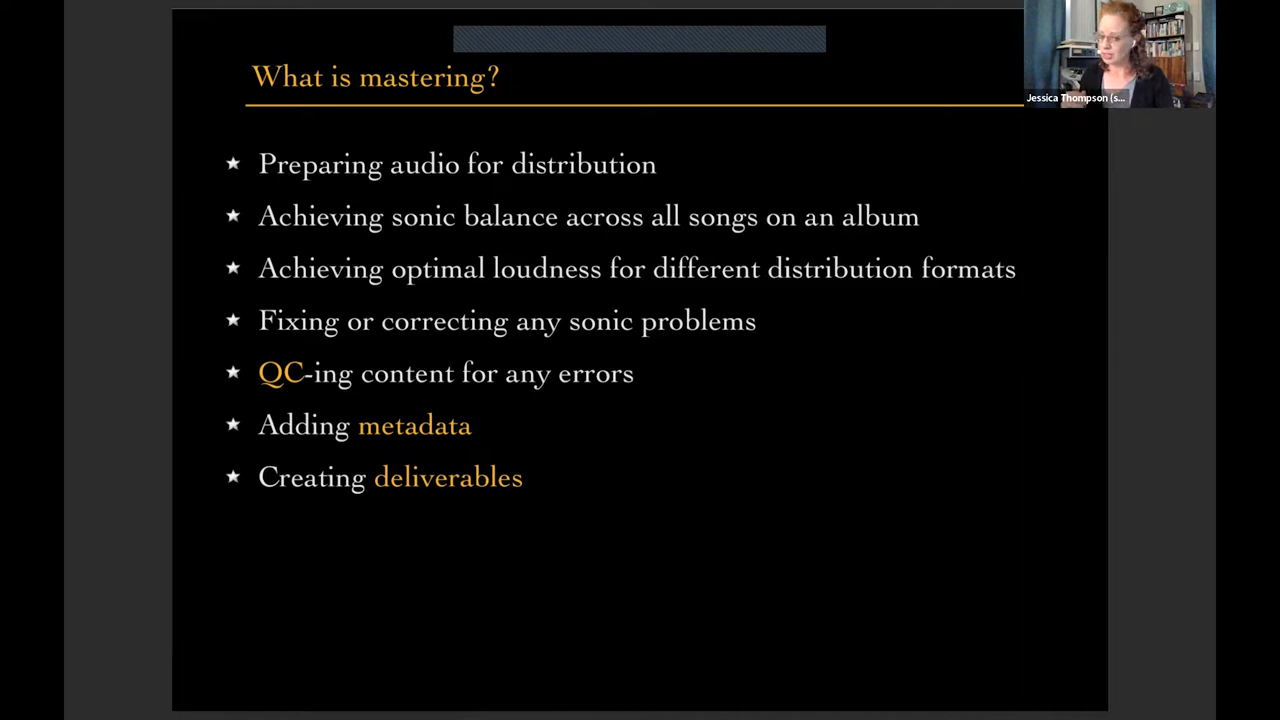 What is mastering?
Jessica Thompson (s...
Preparing audio for distribution
Achieving sonic balance across all songs on an album
Achieving optimal loudness for different distribution formats
Fixing or correcting any sonic problems
QC-ing content for any errors
Adding metadata
Creating deliverables